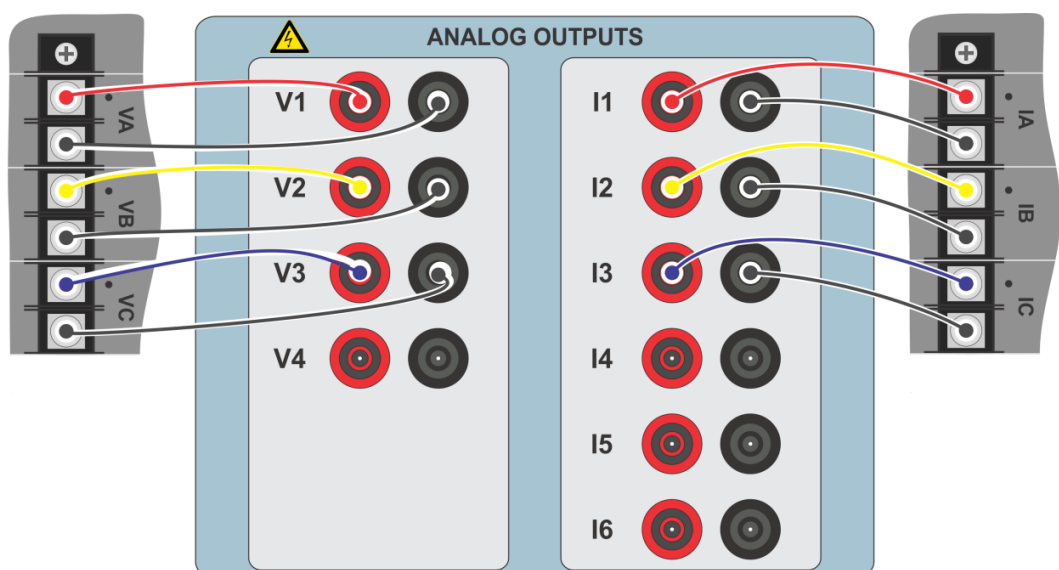 ANALOG OUTPUTS
VA
VB
VC
V1
V2
V3
V4
I1
I2
I3
I4
I5
I6
IA
IB
IC